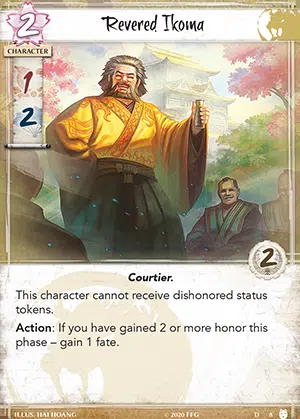 2
Revered Ikoma
CHARACTER
1
2
2
Courtier.
This character cannot receive dishonored status
tokens.
Action: If you have gained 2 or more honor this
phase – gain 1 fate.
ILLUS. HAI HOANG
© 2020 FFG
D 8